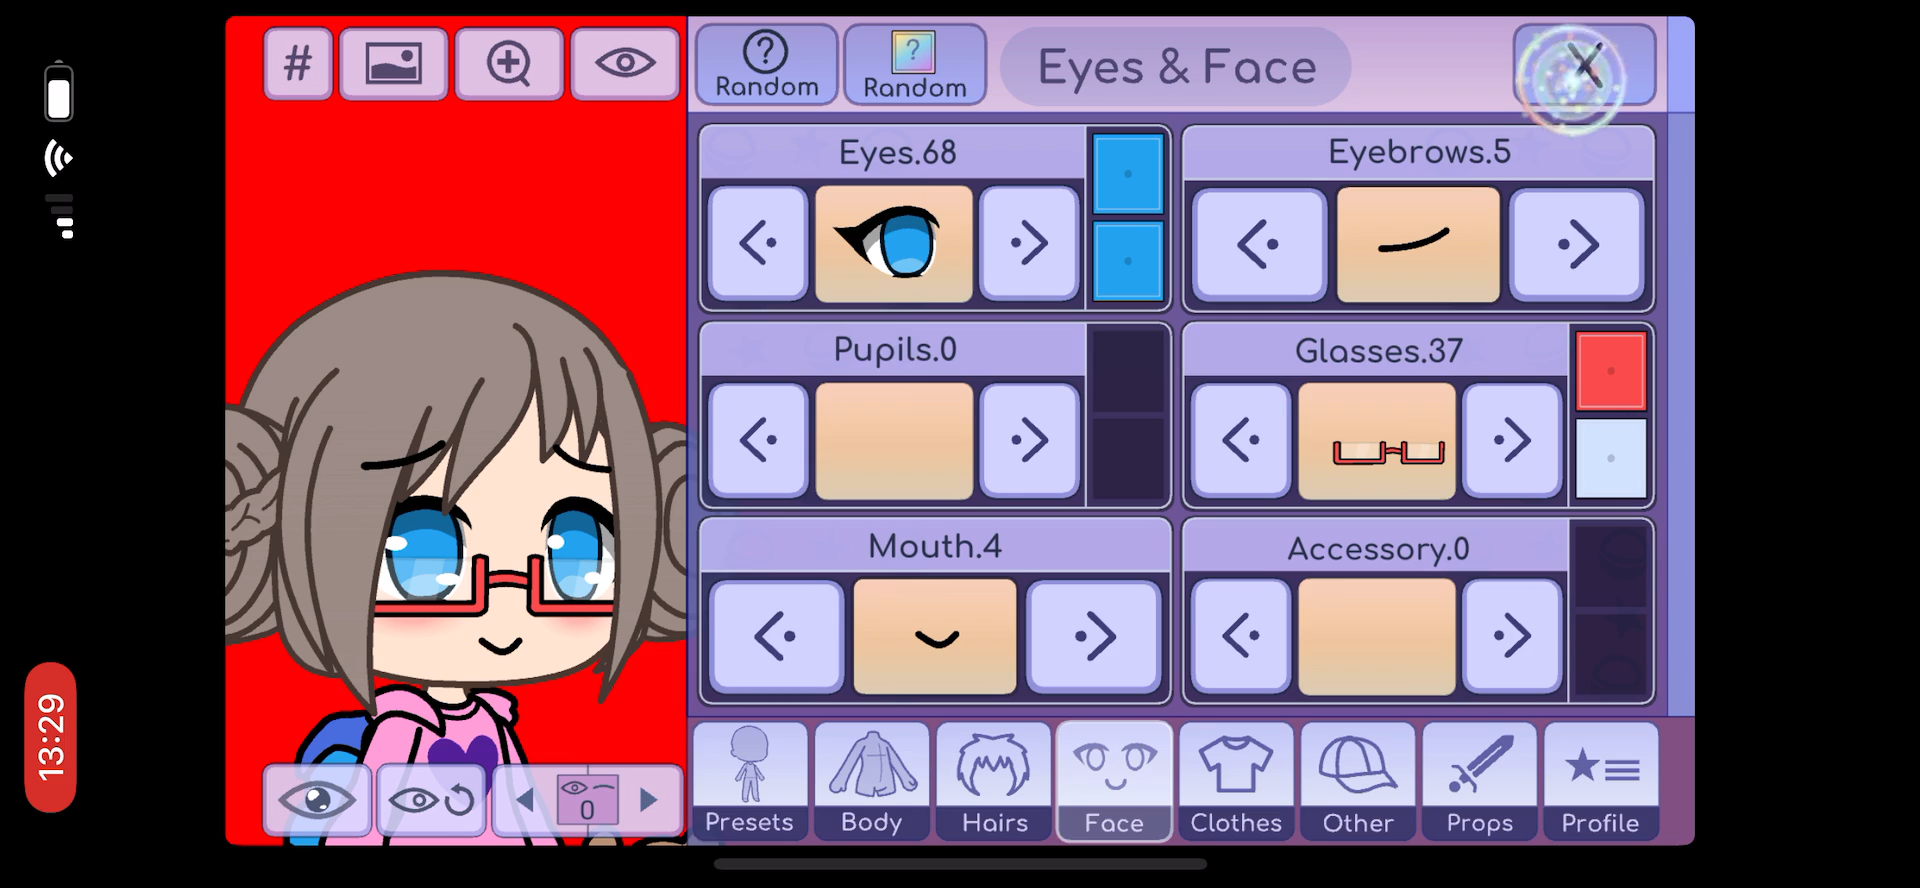 13:29
#
?
Random
?
Random
Eyes & Face
X
Eyes.68
Eyebrows.5
Pupils.0
Glasses.37
Mouth.4
Accessory.0
0
Presets
Body
Hairs
Face
Clothes
Other
Props
Profile